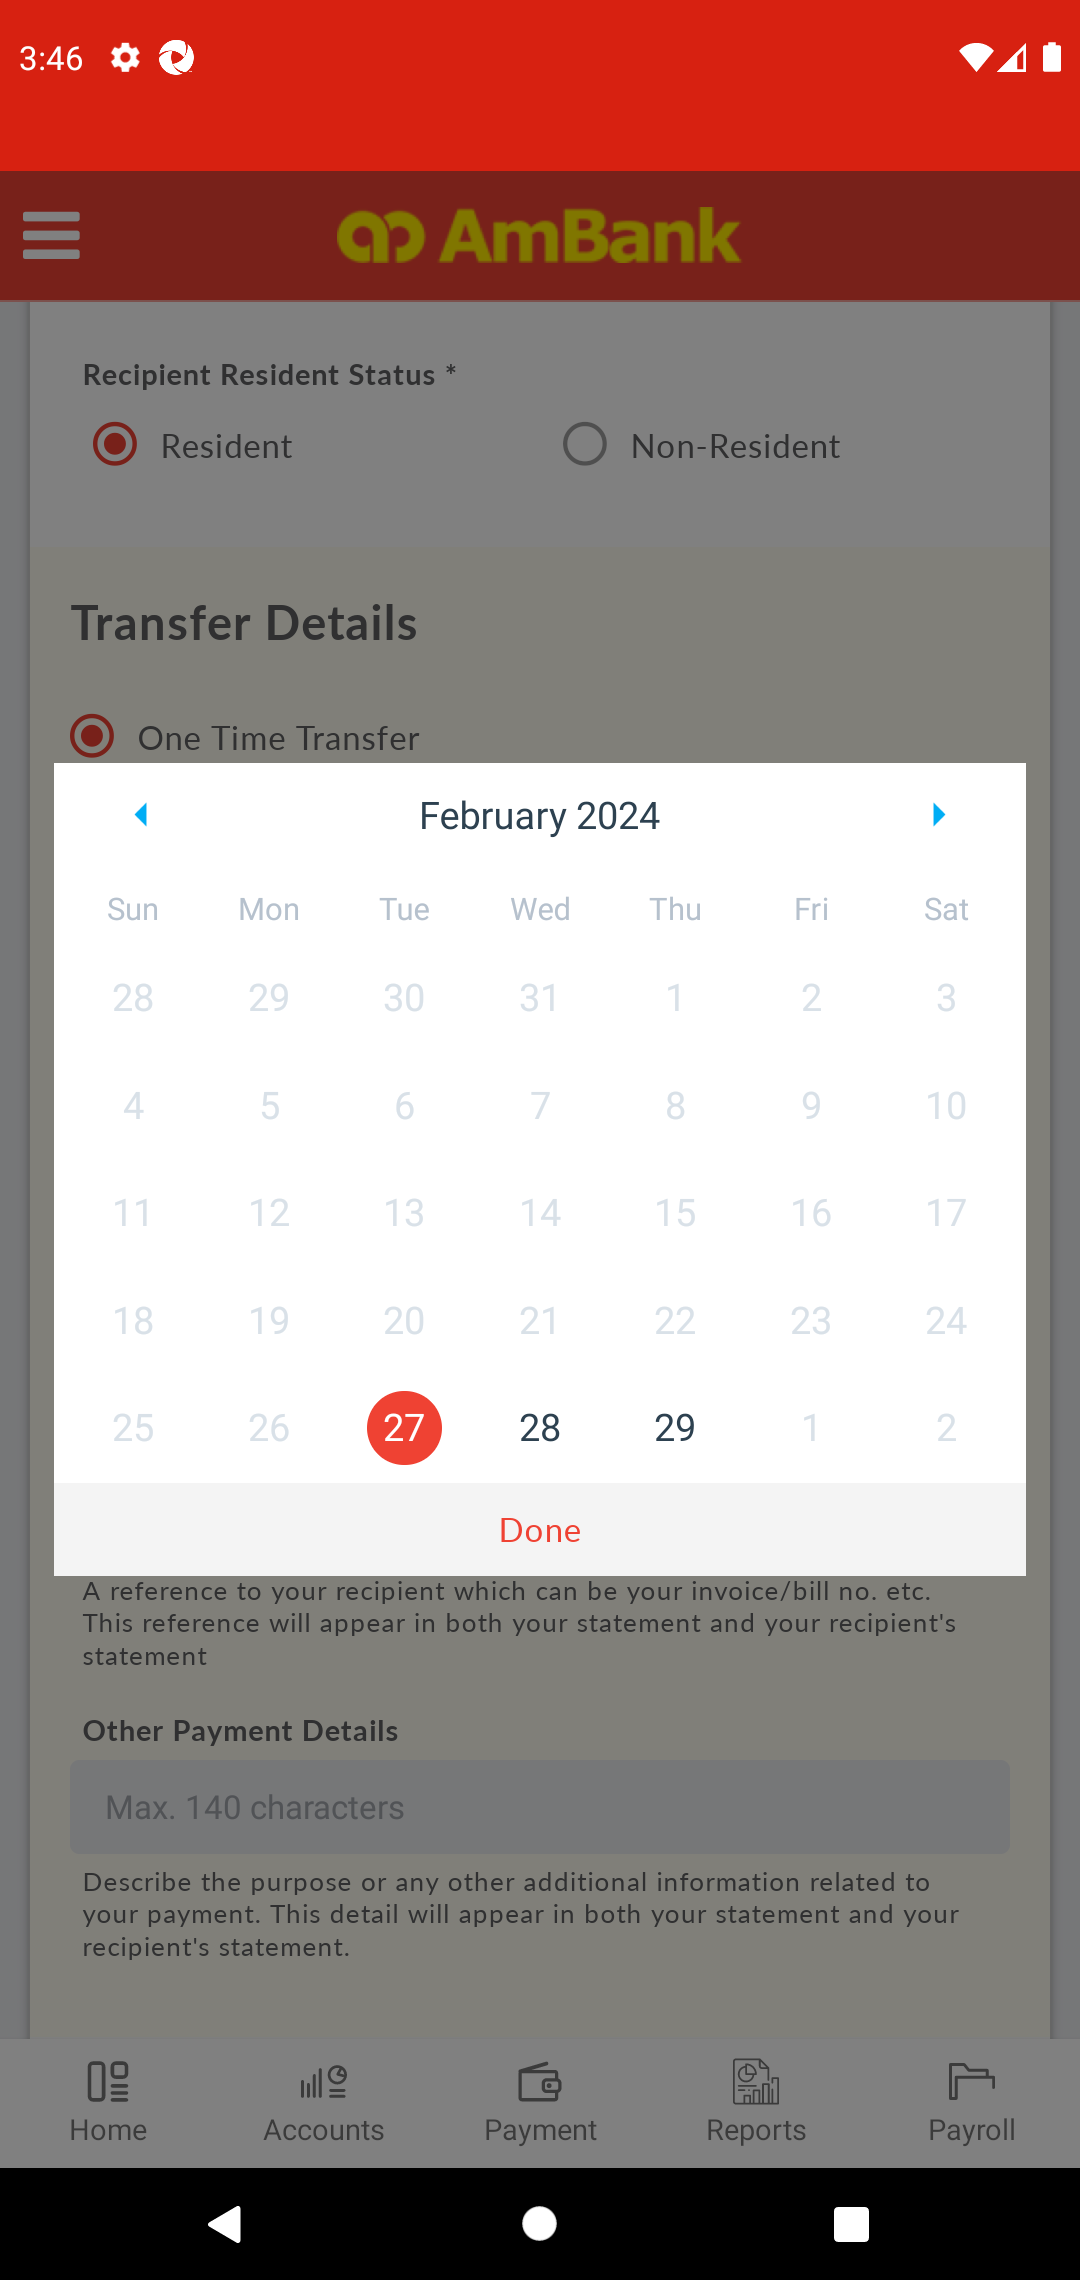 3:46
AmBank
Recipient Resident Status *
Resident Non-Resident
Transfer Details
One Time Transfer
February 2024
Sun Mon Tue Wed Thu Fri Sat
28 29 30 31 1 2 3
4 5 6 7 8 9 10
11 12 13 14 15 16 17
18 19 20 21 22 23 24
25 26 27 28 29 1 2
Done
A reference to your recipient which can be your invoice/bill no. etc.
This reference will appear in both your statement and your recipient's
statement
Other Payment Details
Max. 140 characters
Describe the purpose or any other additional information related to
your payment. This detail will appear in both your statement and your
recipient's statement.
Home Accounts Payment Reports Payroll